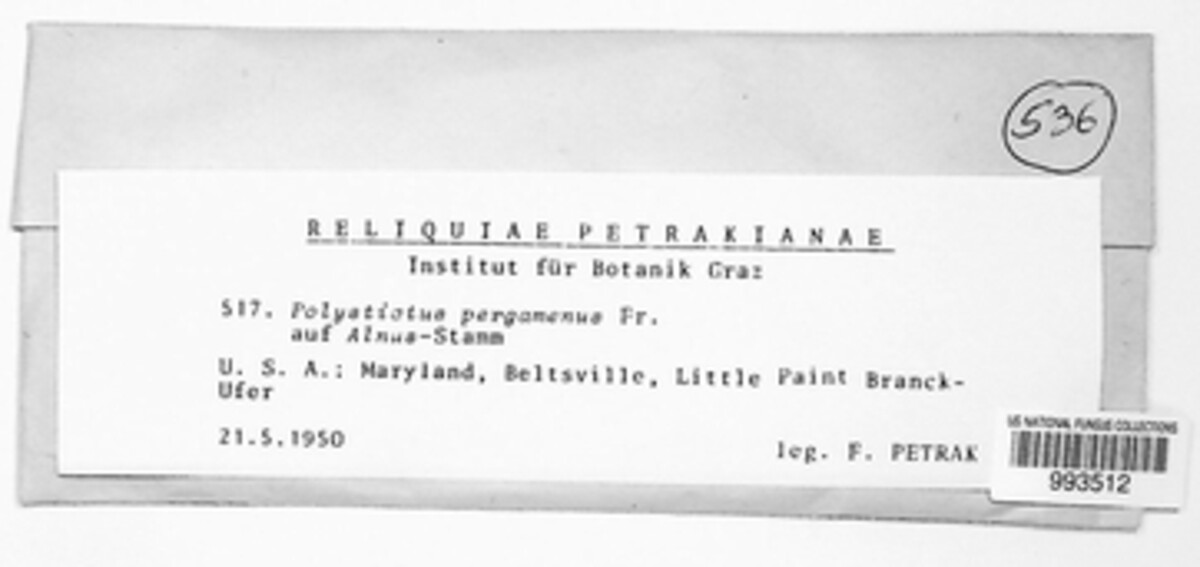 536
RELIQUIAE PETRAKIANAE
Institut für Botanik Graz
517. Polystictus pergamenus Fr.
auf Alnus-Stamm
U. S. A.: Maryland, Beltsville, Little Paint Branck-
Ufer
21.5.1950
leg. F. PETRAK
US NATIONAL FUNGUS COLLECTIONS
993512